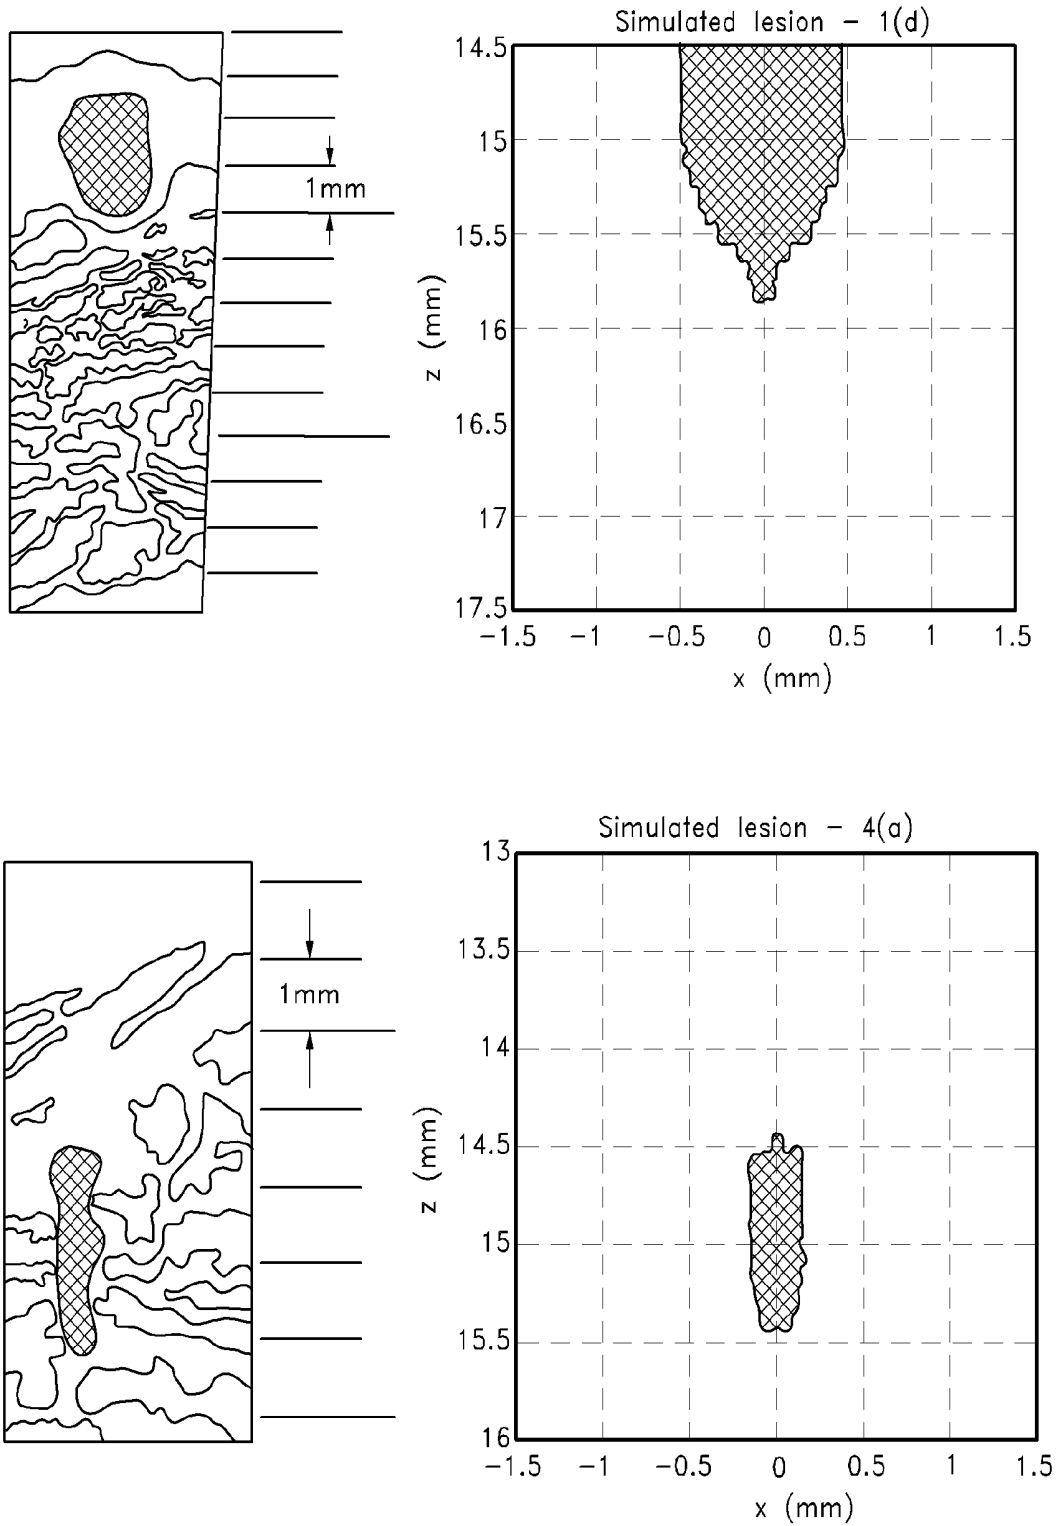 Simulated lesion - 1(d)
1mm
z (mm)
14.5
15
15.5
16
16.5
17
17.5
-1.5 -1 -0.5 0 0.5 1 1.5
x (mm)
Simulated lesion - 4(a)
1mm
z (mm)
13
13.5
14
14.5
15
15.5
16
-1.5 -1 -0.5 0 0.5 1 1.5
x (mm)